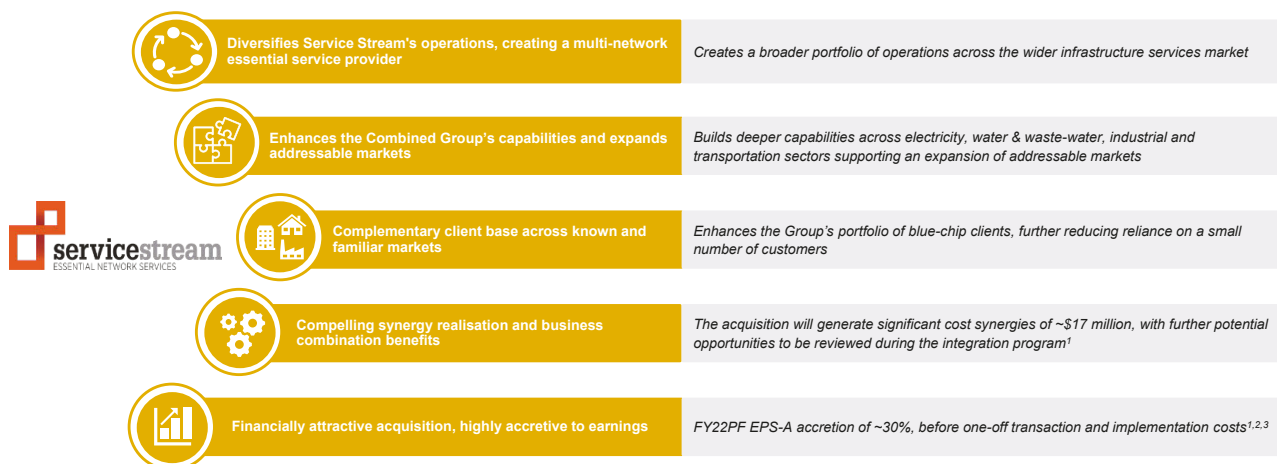 Diversifies Service Stream's operations, creating a multi-network
essential service provider
Creates a broader portfolio of operations across the wider infrastructure services market
Enhances the Combined Group's capabilities and expands
addressable markets
Builds deeper capabilities across electricity, water & waste-water, industrial and
transportation sectors supporting an expansion of addressable markets
servicestream
ESSENTIAL NETWORK SERVICES
Complementary client base across known and
familiar markets
Enhances the Group's portfolio of blue-chip clients, further reducing reliance on a small
number of customers
Compelling synergy realisation and business
combination benefits
The acquisition will generate significant cost synergies of ~$17 million, with further potential
opportunities to be reviewed during the integration program1
Financially attractive acquisition, highly accretive to earnings
FY22PF EPS-A accretion of ~30%, before one-off transaction and implementation costs1,2,3